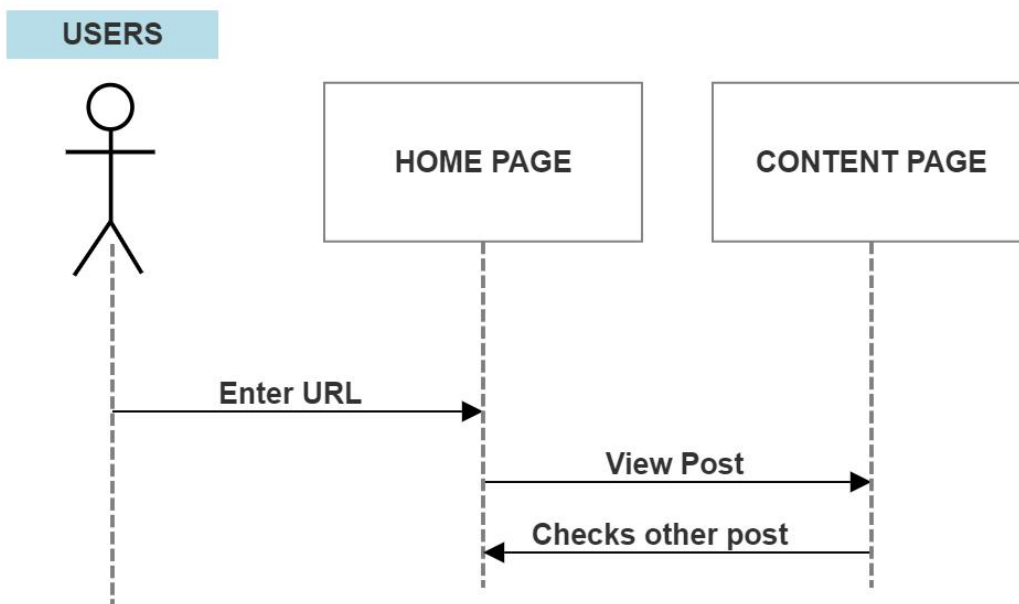 USERS
HOME PAGE
CONTENT PAGE
Enter URL
View Post
Checks other post